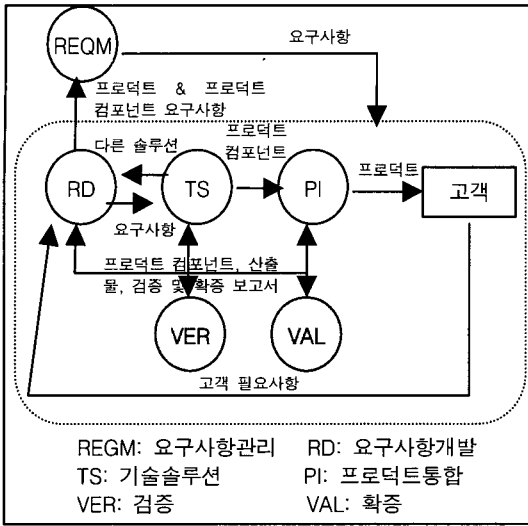 REQM
요구사항
프로덕트 & 프로덕트
컴포넌트 요구사항
다른 솔루션
프로덕트
컴포넌트
RD
TS
PI
프로덕트
고객
요구사항
프로덕트 컴포넌트, 산출
물, 검증 및 확증 보고서
VER
VAL
고객 필요사항
REGM: 요구사항관리 RD: 요구사항개발
TS: 기술솔루션 PI: 프로덕트통합
VER: 검증 VAL: 확증